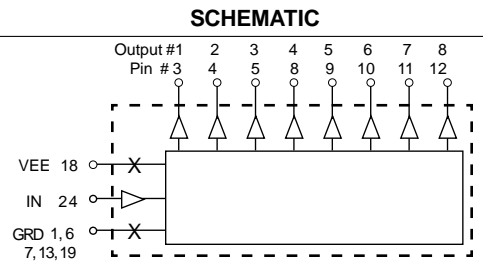 SCHEMATIC
Output #1 2 3 4 5 6 7 8
Pin # 3 4 5 8 9 10 11 12
VEE 18 X
IN 24
GRD 1,6 X
7,13,19